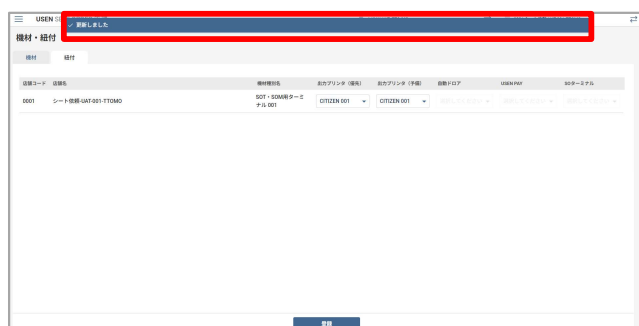 USEN
✓ 更新しました
機材・紐付
機材 紐付
店舗コード 店舗名 機材種別名 出力プリンタ（優先） 出力プリンタ（予備） 自動ドロア USEN PAY SOターミナル
0001 シート依頼-UAT-001-TTOMO SOT・SOM用ターミ CITIZEN 001 CITIZEN 001
ナル 001
登録